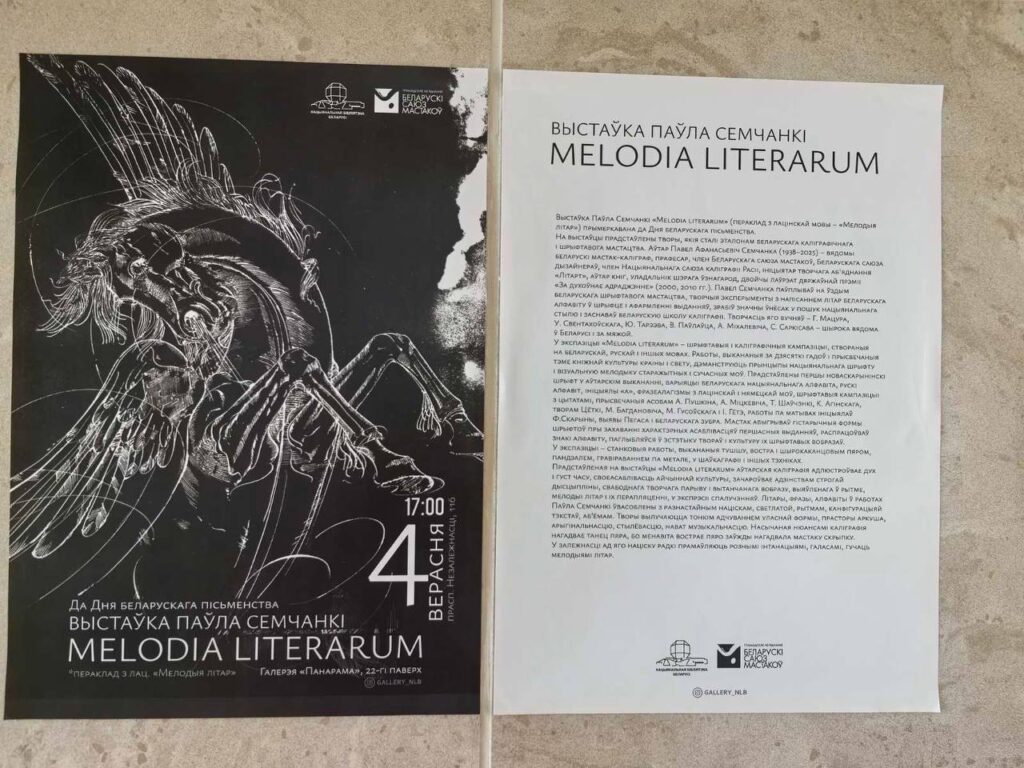 НАЦЫЯНАЛЬНАЯ БІБЛІЯТЭКА
БЕЛАРУСІ
БЕЛАРУСКІ
САЮЗ
МАСТАКОЎ
17:00
4
ВЕРАСНЯ
ПРАСП. НЕЗАЛЕЖНАСЦІ, 116
ДА ДНЯ БЕЛАРУСКАГА ПІСЬМЕНСТВА
ВЫСТАЎКА ПАЎЛА СЕМЧАНКІ
MELODIA LITERARUM
*ПЕРАКЛАД З ЛАЦ. «МЕЛОДЫЯ ЛІТАР»
ГАЛЕРЭЯ «ПАНАРАМА», 22-ГІ ПАВЕРХ
GALLERY_NLB
ВЫСТАЎКА ПАЎЛА СЕМЧАНКІ
MELODIA LITERARUM
ВЫСТАЎКА ПАЎЛА СЕМЧАНКІ «MELODIA LITERARUM» (ПЕРАКЛАД З ЛАЦІНСКАЙ МОВЫ – «МЕЛОДЫЯ
ЛІТАР») ПРЫМЕРКАВАНА ДА ДНЯ БЕЛАРУСКАГА ПІСЬМЕНСТВА.
НА ВЫСТАЎЦЫ ПРАДСТАЎЛЕНЫ ТВОРЫ, ЯКІЯ СТАЛІ ЭТАЛОНАМ БЕЛАРУСКАГА КАЛІГРАФІЧНАГА
І ШРЫФТАВОГА МАСТАЦТВА. АЎТАР ПАВЕЛ АФАНАСЬЕВІЧ СЕМЧАНКА (1938–2025) – ВЯДОМЫ
БЕЛАРУСКІ МАСТАК-КАЛІГРАФ, ПРАФЕСАР, ЧЛЕН БЕЛАРУСКАГА САЮЗА МАСТАКОЎ, БЕЛАРУСКАГА САЮЗА
ДЫЗАЙНЕРАЎ, ЧЛЕН НАЦЫЯНАЛЬНАГА САЮЗА КАЛІГРАФІІ РАСІІ, ІНІЦЫЯТАР ТВОРЧАГА АБ'ЯДНАННЯ
«ЛІТАРТ», АЎТАР КНІГ, УЛАДАЛЬНІК ШЭРАГА ЎЗНАГАРОД, ДВОЙЧЫ ЛАЎРЭАТ ДЗЯРЖАЎНАЙ ПРЭМІІ
«ЗА ДУХОЎНАЕ АДРАДЖЭННЕ» (2000, 2010 ГГ.). ПАВЕЛ СЕМЧАНКА ПАЎПЛЫВАЎ НА ЎЗДЫМ
БЕЛАРУСКАГА ШРЫФТАВОГА МАСТАЦТВА, ТВОРЧЫЯ ЭКСПЕРЫМЕНТЫ З НАПІСАННЕМ ЛІТАР БЕЛАРУСКАГА
АЛФАВІТУ Ў ШРЫФЦЕ І АФАРМЛЕННІ ВЫДАННЯЎ, ЗРАБІЎ ЗНАЧНЫ ЎНЁСАК У ПОШУК НАЦЫЯНАЛЬНАГА
СТЫЛЮ І ЗАСНАВАЎ БЕЛАРУСКУЮ ШКОЛУ КАЛІГРАФІІ. ТВОРЧАСЦЬ ЯГО ВУЧНЯЎ – Г. МАЦУРА,
У. СВЕНТАХОЎСКАГА, Ю. ТАРЭЕВА, В. ПАЎЛАЎЦА, А. МІХАЛЕВІЧА, С. САРКІСАВА – ШЫРОКА ВЯДОМА
Ў БЕЛАРУСІ І ЗА МЯЖОЙ.
У ЭКСПАЗІЦЫІ «MELODIA LITERARUM» – ШРЫФТАВЫЯ І КАЛІГРАФІЧНЫЯ КАМПАЗІЦЫІ, СТВОРАНЫЯ
НА БЕЛАРУСКАЙ, РУСКАЙ І ІНШЫХ МОВАХ. РАБОТЫ, ВЫКАНАНЫЯ ЗА ДЗЯСЯТКІ ГАДОЎ І ПРЫСВЕЧАНЫЯ
ТЭМЕ КНІЖНАЙ КУЛЬТУРЫ КРАІНЫ І СВЕТУ, ДЭМАНСТРУЮЦЬ ПРЫНЦЫПЫ НАЦЫЯНАЛЬНАГА ШРЫФТУ
І ВІЗУАЛЬНУЮ МЕЛОДЫКУ СТАРАЖЫТНЫХ І СУЧАСНЫХ МОЎ. ПРАДСТАЎЛЕНЫ ПЕРШЫ НОВАСКАРЫНІНСКІ
ШРЫФТ У АЎТАРСКІМ ВЫКАНАННІ, ВАРЫЯЦЫІ БЕЛАРУСКАГА НАЦЫЯНАЛЬНАГА АЛФАВІТА, РУСКІ
АЛФАВІТ, ІНІЦЫЯЛЫ «А», ФРАЗЕАЛАГІЗМЫ З ЛАЦІНСКАЙ І НЯМЕЦКАЙ МОЎ, ШРЫФТАВЫЯ КАМПАЗІЦЫІ
З ЦЫТАТАМІ, ПРЫСВЕЧАНЫЯ АСОБАМ А. ПУШКІНА, А. МІЦКЕВІЧА, Т. ШАЎЧЭНКІ, К. АГІНСКАГА,
ТВОРАМ ЦЁТКІ, М. БАГДАНОВІЧА, М. ГУСОЎСКАГА І І. ГЁТЭ, РАБОТЫ ПА МАТЫВАХ ІНІЦЫЯЛАЎ
Ф.СКАРЫНЫ, ВЫЯВЫ ПЕГАСА І БЕЛАРУСКАГА ЗУБРА. МАСТАК АБЫГРЫВАЎ ГІСТАРЫЧНЫЯ ФОРМЫ
ШРЫФТОЎ ПРЫ ЗАХАВАННІ ХАРАКТЭРНЫХ АСАБЛІВАСЦЯЎ ПЕРШАСНЫХ ВЫДАННЯЎ, РАСПРАЦОЎВАЎ
ЗНАКІ АЛФАВІТУ, ПАГЛЫБЛЯЎСЯ Ў ЭСТЭТЫКУ ТВОРАЎ І КУЛЬТУРУ ІХ ШРЫФТАВЫХ ВОБРАЗАЎ.
У ЭКСПАЗІЦЫІ – СТАНКОВЫЯ РАБОТЫ, ВЫКАНАНЫЯ ТУШШУ, ВОСТРА І ШЫРОКАКАНЦОВЫМ ПЯРОМ,
ПАНДЗЛЕМ, ГРАВІРАВАННЕМ ПА МЕТАЛЕ, У ШАЎКАГРАФІІ І ІНШЫХ ТЭХНІКАХ.
ПРАДСТАЎЛЕНАЯ НА ВЫСТАЎЦЫ «MELODIA LITERARUM» АЎТАРСКАЯ КАЛІГРАФІЯ АДЛЮСТРОЎВАЕ ДУХ
І ГУСТ ЧАСУ, СВОЕАСАБЛІВАСЦЬ АЙЧЫННАЙ КУЛЬТУРЫ, ЗАЧАРОЎВАЕ АДЗІНСТВАМ СТРОГАЙ
ДЫСЦЫПЛІНЫ, СВАБОДНАГА ТВОРЧАГА ПАРЫВУ І ВЫТАНЧАНАГА ВОБРАЗУ, ВЫЯЎЛЕНАГА Ў РЫТМЕ,
МЕЛОДЫІ ЛІТАР І ІХ ПЕРАПЛЯЦЕННІ, У ЭКСПРЭСІІ СПАЛУЧЭННЯЎ. ЛІТАРЫ, ФРАЗЫ, АЛФАВІТЫ Ў РАБОТАХ
ПАЎЛА СЕМЧАНКІ ЎВАСОБЛЕНЫ З РАЗНАСТАЙНЫМ НАЦІСКАМ, СВЕТЛАТОЙ, РЫТМАМ, КАНФІГУРАЦЫЯЙ
ТЭКСТАЎ, АБ'ЁМАМ. ТВОРЫ ВЫЛУЧАЮЦЦА ТОНКІМ АДЧУВАННЕМ УЛАСНАЙ ФОРМЫ, ПРАСТОРЫ АРКУША,
АРЫГІНАЛЬНАСЦЮ, СТЫЛЁВАСЦЮ, НАВАТ МУЗЫКАЛЬНАСЦЮ. НАСЫЧАНАЯ НЮАНСАМІ КАЛІГРАФІЯ
НАГАДВАЕ ТАНЕЦ ПЯРА, БО МЕНАВІТА ВОСТРАЕ ПЯРО ЗАЎЖДЫ НАГАДВАЛА МАСТАКУ СКРЫПКУ.
У ЗАЛЕЖНАСЦІ АД ЯГО НАЦІСКУ РАДКІ ПРАМАЎЛЯЮЦЬ РОЗНЫМІ ІНТАНАЦЫЯМІ, ГАЛАСАМІ, ГУЧАЦЬ
МЕЛОДЫЯМІ ЛІТАР.
НАЦЫЯНАЛЬНАЯ БІБЛІЯТЭКА
БЕЛАРУСІ
БЕЛАРУСКІ
САЮЗ
МАСТАКОЎ
GALLERY_NLB